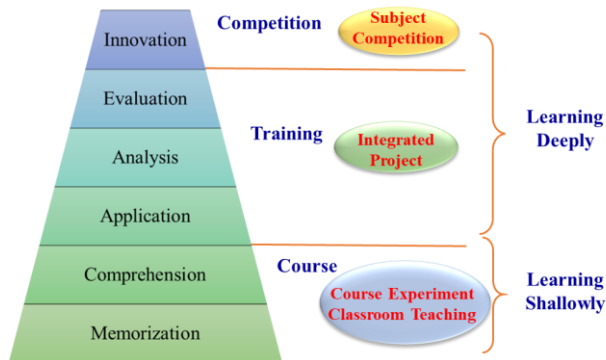 Innovation
Evaluation
Analysis
Application
Comprehension
Memorization
Competition
Subject
Competition
Training
Integrated
Project
Course
Course Experiment
Classroom Teaching
Learning
Deeply
Learning
Shallowly